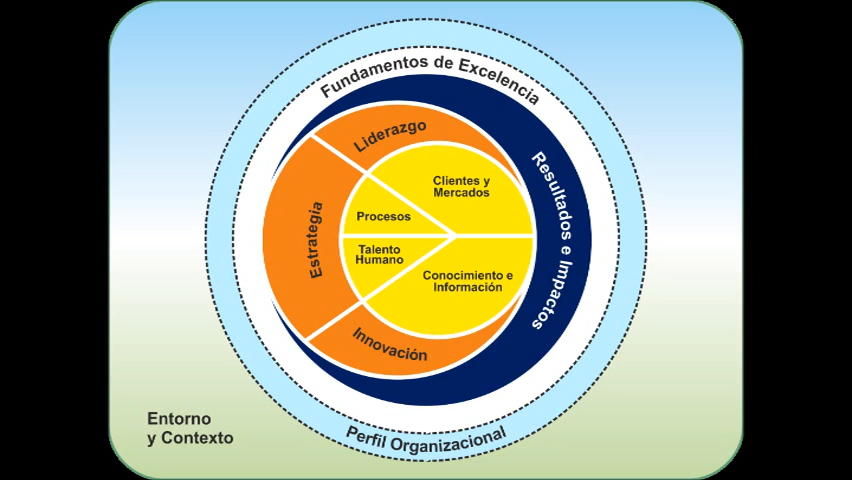 Fundamentos de Excelencia
Liderazgo
Clientes y
Mercados
Resultados e Impactos
Procesos
Estrategia
Talento
Humano
Conocimiento e
Información
Innovación
Entorno
y Contexto
Perfil Organizacional